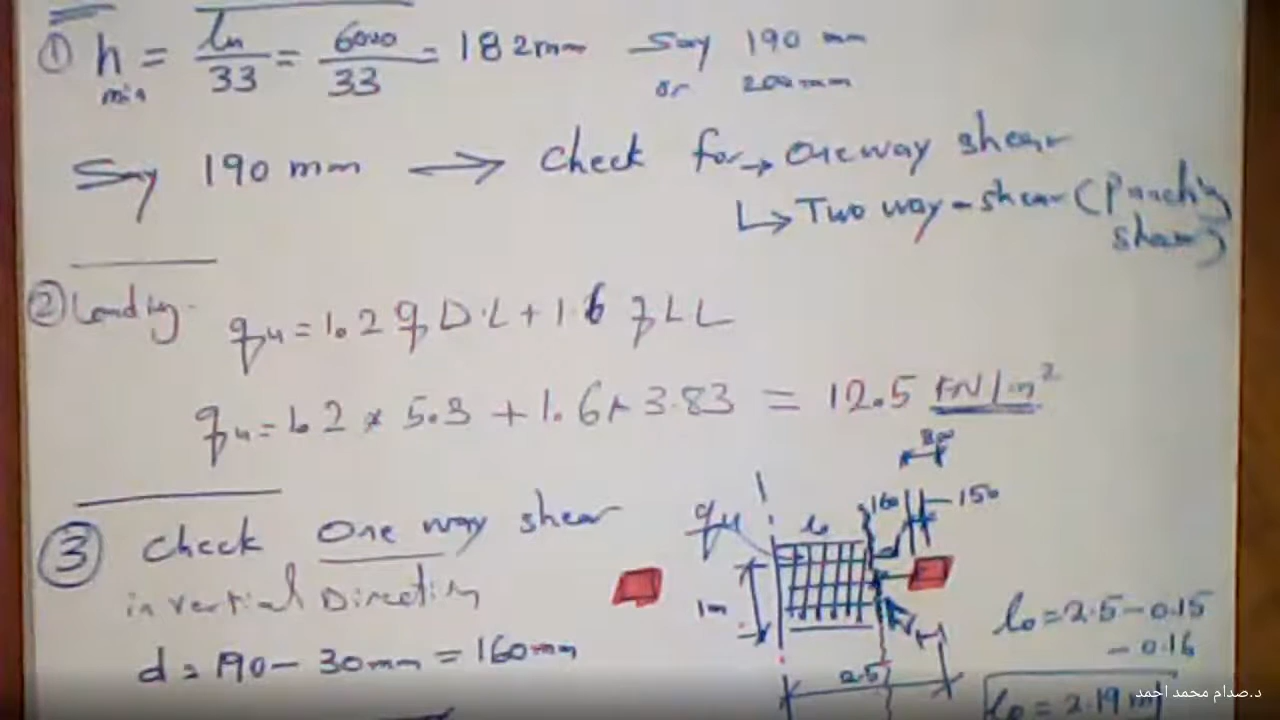 ① h min = ln/33 = 6000/33 = 182mm Say 190 mm
or 200mm
Say 190 mm → Check for → One way shear
↳ Two way - shear (Punching shear)
② Loading
qu = 1.2 q D.L + 1.6 q LL
qu = 1.2 * 5.3 + 1.6 * 3.83 = 12.5 KN/m²
③ Check One way shear
in vertical Direction
d = 190 - 30mm = 160mm
300
160 150
qu lo
1m
2.5
lo = 2.5 - 0.15
- 0.16
lo = 2.19 m
د.صدام محمد احمد